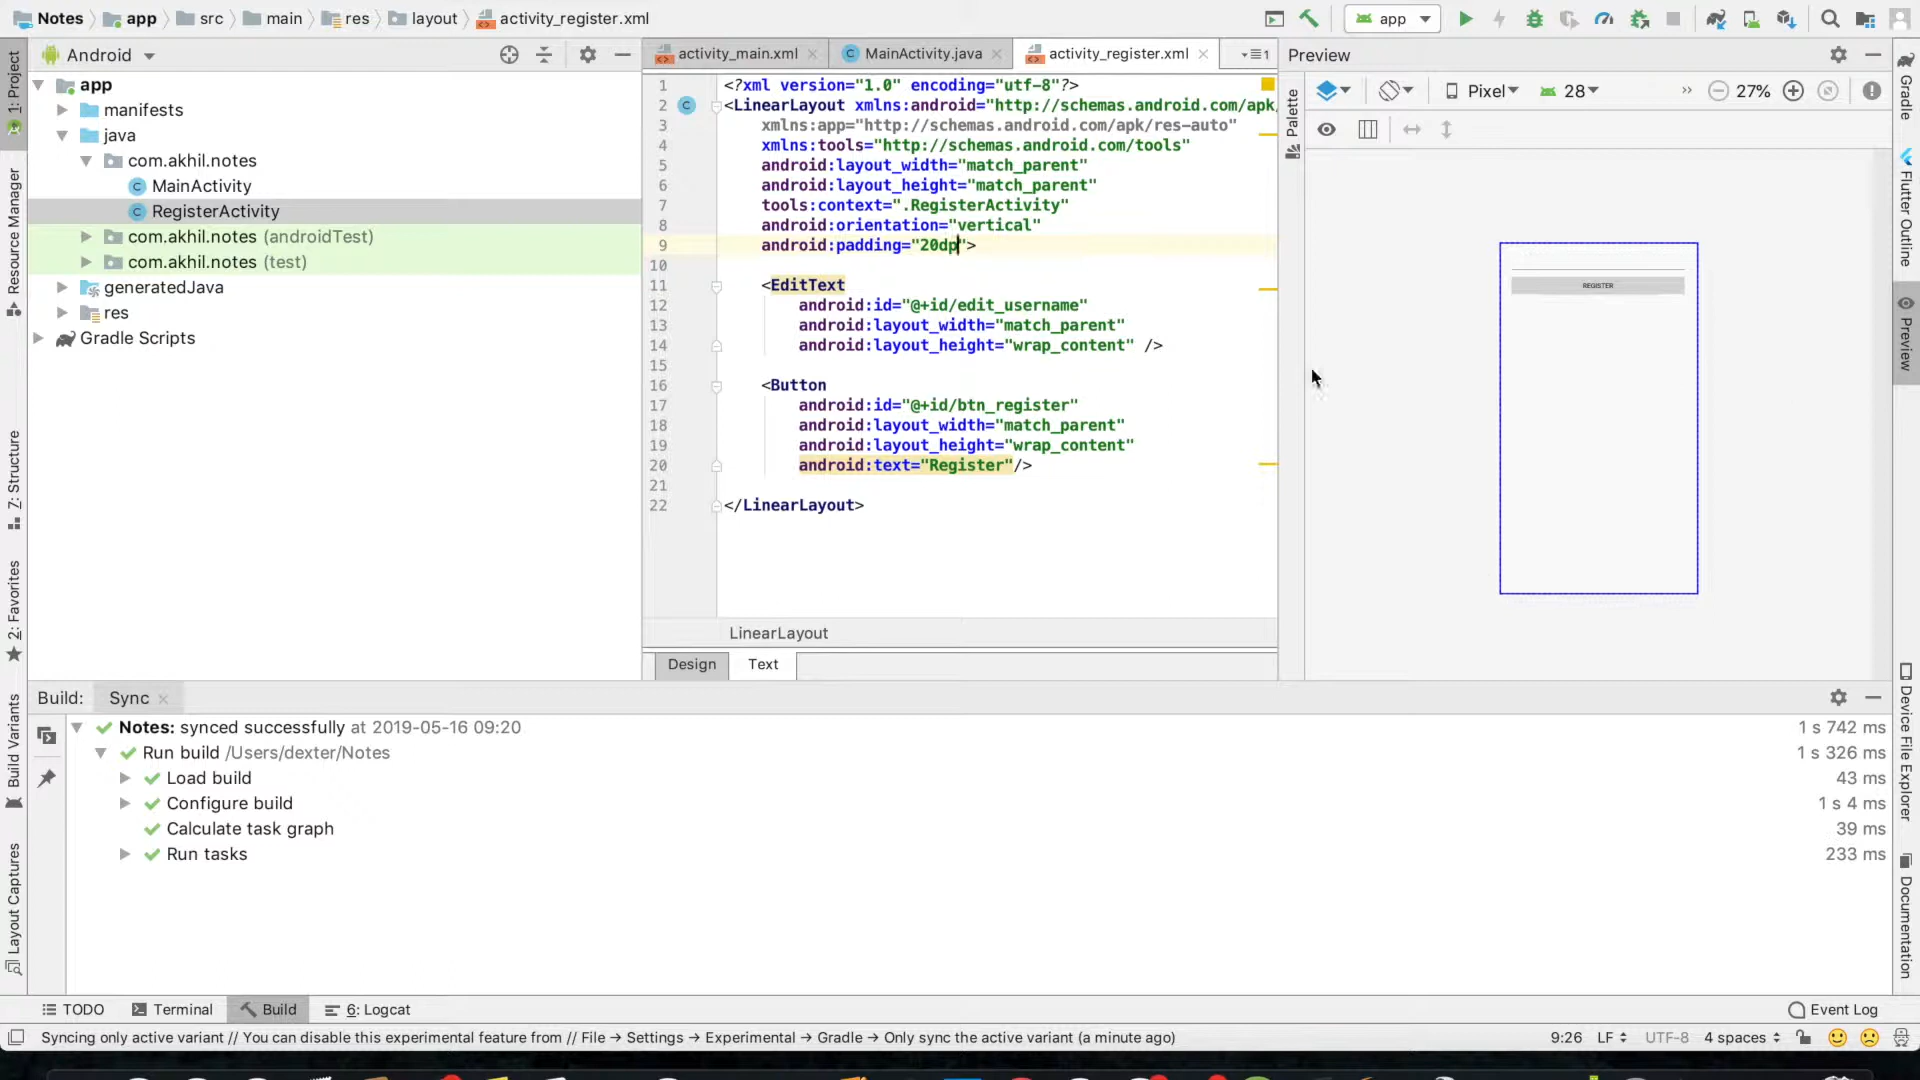 Notes app src main res layout activity_register.xml app
1: Project
Resource Manager
7: Structure
2: Favorites
Build Variants
Layout Captures
Android
app
manifests
java
com.akhil.notes
MainActivity
RegisterActivity
com.akhil.notes (androidTest)
com.akhil.notes (test)
generatedJava
res
Gradle Scripts
activity_main.xml MainActivity.java activity_register.xml 1
1 <?xml version="1.0" encoding="utf-8"?>
2 <LinearLayout xmlns:android="http://schemas.android.com/apk
3 xmlns:app="http://schemas.android.com/apk/res-auto"
4 xmlns:tools="http://schemas.android.com/tools"
5 android:layout_width="match_parent"
6 android:layout_height="match_parent"
7 tools:context=".RegisterActivity"
8 android:orientation="vertical"
9 android:padding="20dp">
10
11 <EditText
12 android:id="@+id/edit_username"
13 android:layout_width="match_parent"
14 android:layout_height="wrap_content" />
15
16 <Button
17 android:id="@+id/btn_register"
18 android:layout_width="match_parent"
19 android:layout_height="wrap_content"
20 android:text="Register"/>
21
22 </LinearLayout>
LinearLayout
Design Text
Preview
Palette
Pixel 28 27%
REGISTER
Gradle
Flutter Outline
Preview
Device File Explorer
Documentation
Build: Sync
Notes: synced successfully at 2019-05-16 09:20 1 s 742 ms
Run build /Users/dexter/Notes 1 s 326 ms
Load build 43 ms
Configure build 1 s 4 ms
Calculate task graph 39 ms
Run tasks 233 ms
TODO Terminal Build 6: Logcat Event Log
Syncing only active variant // You can disable this experimental feature from // File → Settings → Experimental → Gradle → Only sync the active variant (a minute ago) 9:26 LF UTF-8 4 spaces